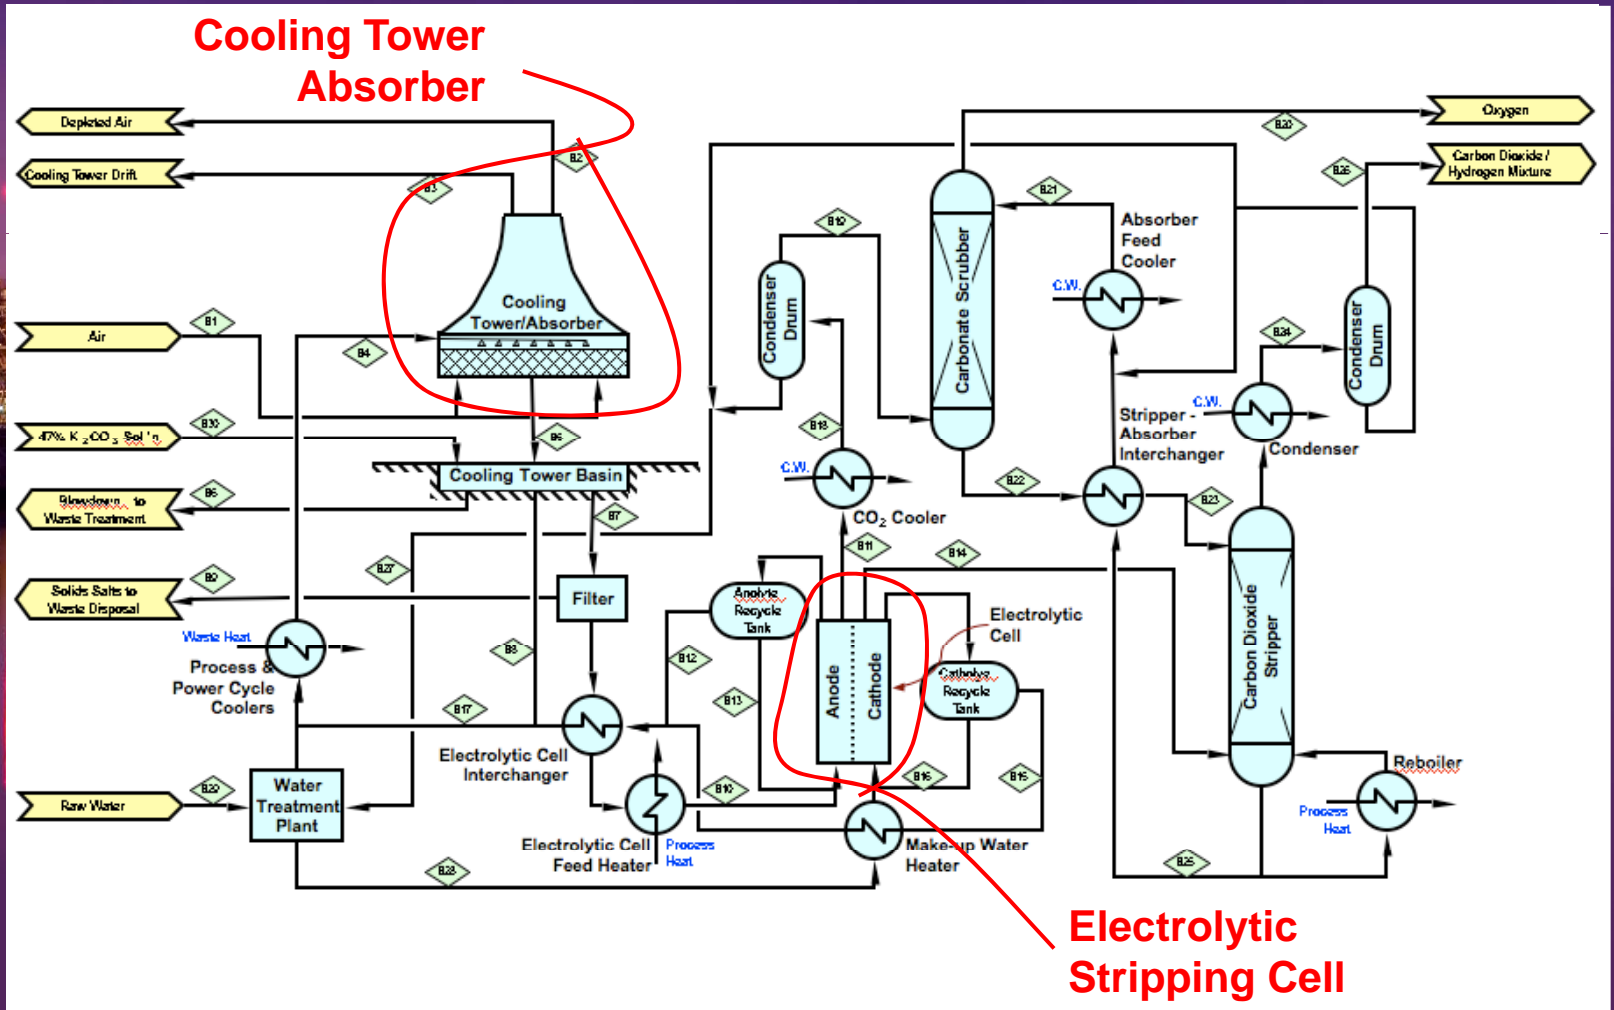 Cooling Tower
Absorber
Depleted Air
Cooling Tower Drift
B2
B3
Oxygen
B20
Carbon Dioxide /
Hydrogen Mixture
B26
B21
B19
Absorber
Feed
Cooler
C.W.
Carbonate Scrubber
Condenser
Drum
Cooling
Tower/Absorber
Air
B1
B4
B24
Condenser
Drum
C.W.
Condenser
Stripper -
Absorber
Interchanger
47% K2CO3 Sol'n
B30
B18
C.W.
CO2 Cooler
Cooling Tower Basin
Blowdown to
Waste Treatment
B7
B22
B23
B11
B14
B27
Solids Salts to
Waste Disposal
B9
Filter
Anolyte
Recycle
Tank
Electrolytic
Cell
Anode
Cathode
Catholyte
Recycle
Tank
Carbon Dioxide
Stripper
Waste Heat
Process &
Power Cycle
Coolers
B12
B13
B17
Electrolytic Cell
Interchanger
B10
B16
Reboiler
Process
Heat
Raw Water
B29
Water
Treatment
Plant
Electrolytic Cell
Feed Heater
Process
Heat
Make-up Water
Heater
B28
B25
Electrolytic
Stripping Cell